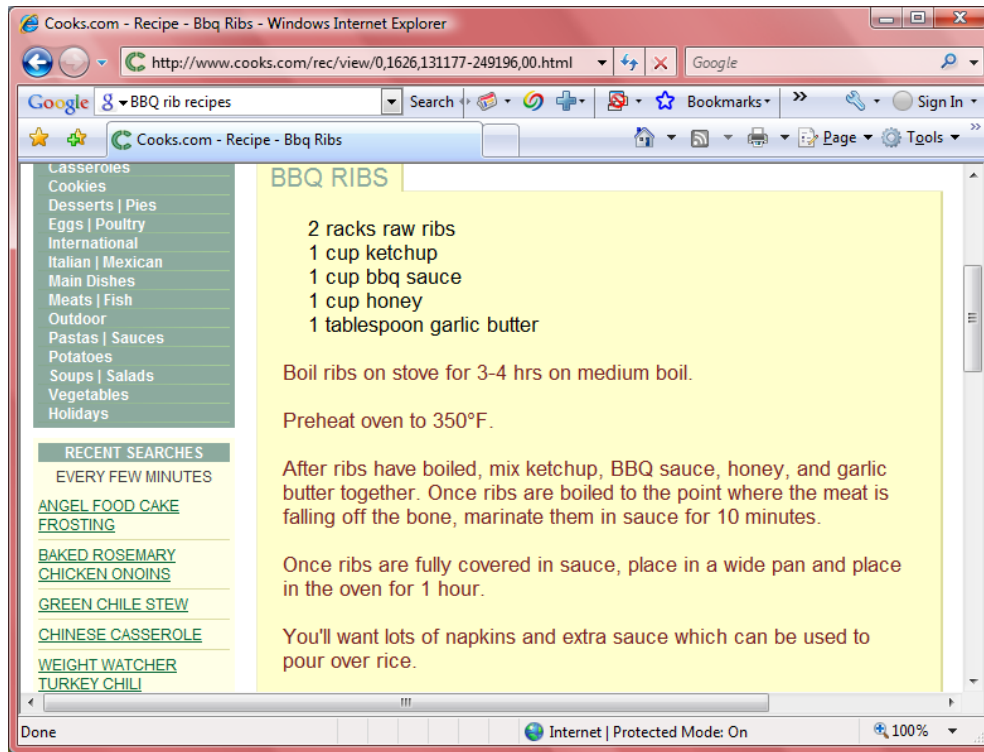 Cooks.com - Recipe - Bbq Ribs - Windows Internet Explorer
http://www.cooks.com/rec/view/0,1626,131177-249196,00.html
Google
Google BBQ rib recipes Search Bookmarks Sign In
Cooks.com - Recipe - Bbq Ribs Page Tools
Casseroles
Cookies
Desserts | Pies
Eggs | Poultry
International
Italian | Mexican
Main Dishes
Meats | Fish
Outdoor
Pastas | Sauces
Potatoes
Soups | Salads
Vegetables
Holidays
RECENT SEARCHES
EVERY FEW MINUTES
ANGEL FOOD CAKE
FROSTING
BAKED ROSEMARY
CHICKEN ONOINS
GREEN CHILE STEW
CHINESE CASSEROLE
WEIGHT WATCHER
TURKEY CHILI
BBQ RIBS
2 racks raw ribs
1 cup ketchup
1 cup bbq sauce
1 cup honey
1 tablespoon garlic butter
Boil ribs on stove for 3-4 hrs on medium boil.
Preheat oven to 350°F.
After ribs have boiled, mix ketchup, BBQ sauce, honey, and garlic
butter together. Once ribs are boiled to the point where the meat is
falling off the bone, marinate them in sauce for 10 minutes.
Once ribs are fully covered in sauce, place in a wide pan and place
in the oven for 1 hour.
You'll want lots of napkins and extra sauce which can be used to
pour over rice.
Done Internet | Protected Mode: On 100%